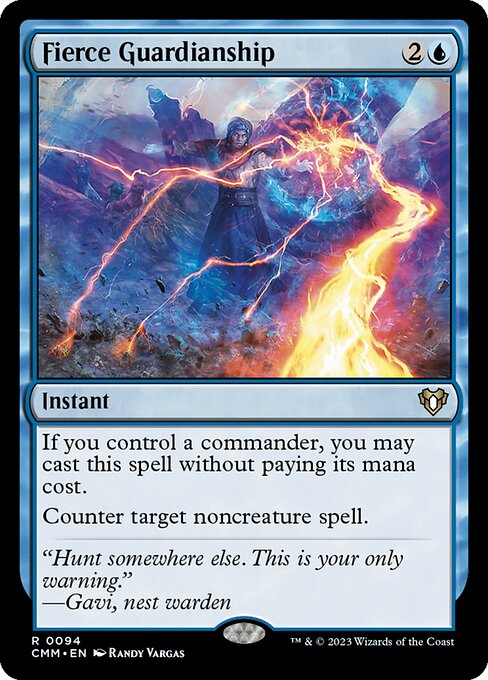 Fierce Guardianship 2
Instant
If you control a commander, you may
cast this spell without paying its mana
cost.
Counter target noncreature spell.
“Hunt somewhere else. This is your only
warning.”
—Gavi, nest warden
R 0094
CMM • EN Randy Vargas
™ & © 2023 Wizards of the Coast